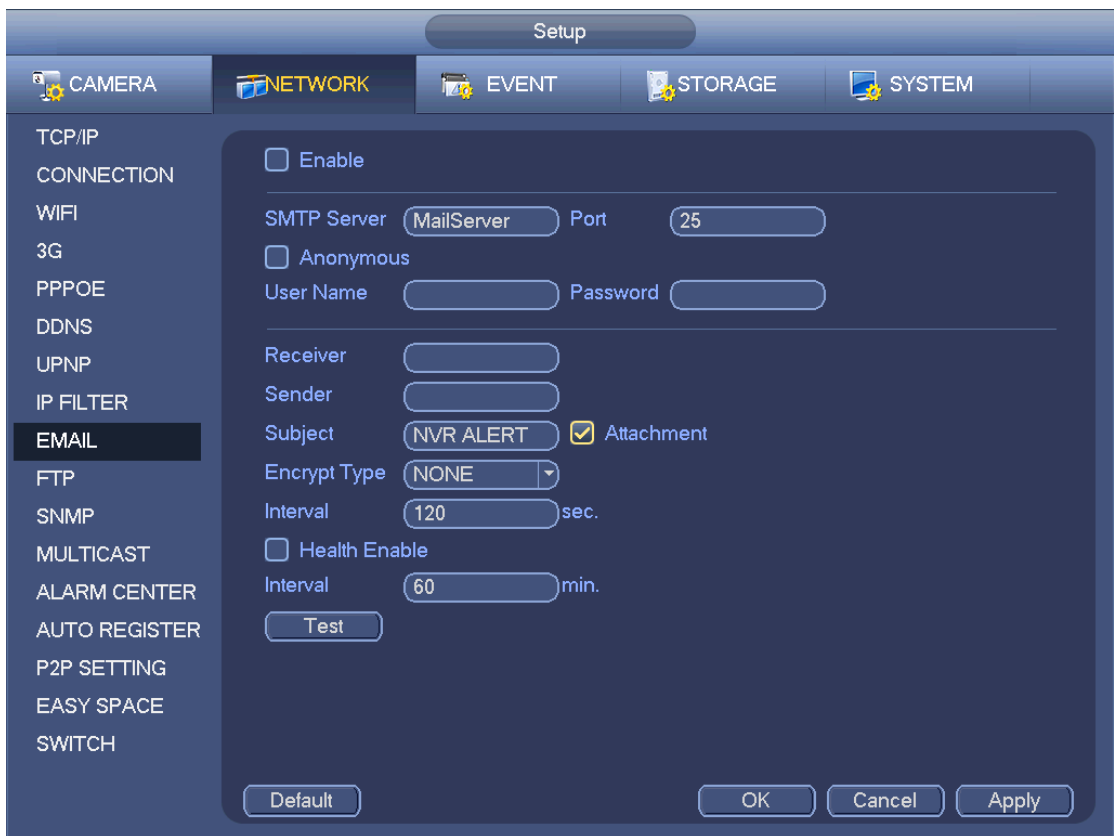 Setup
CAMERA NETWORK EVENT STORAGE SYSTEM
TCP/IP
CONNECTION
WIFI
3G
PPPOE
DDNS
UPNP
IP FILTER
EMAIL
FTP
SNMP
MULTICAST
ALARM CENTER
AUTO REGISTER
P2P SETTING
EASY SPACE
SWITCH
Enable
SMTP Server MailServer Port 25
Anonymous
User Name Password
Receiver
Sender
Subject NVR ALERT Attachment
Encrypt Type NONE
Interval 120 sec.
Health Enable
Interval 60 min.
Test
Default OK Cancel Apply